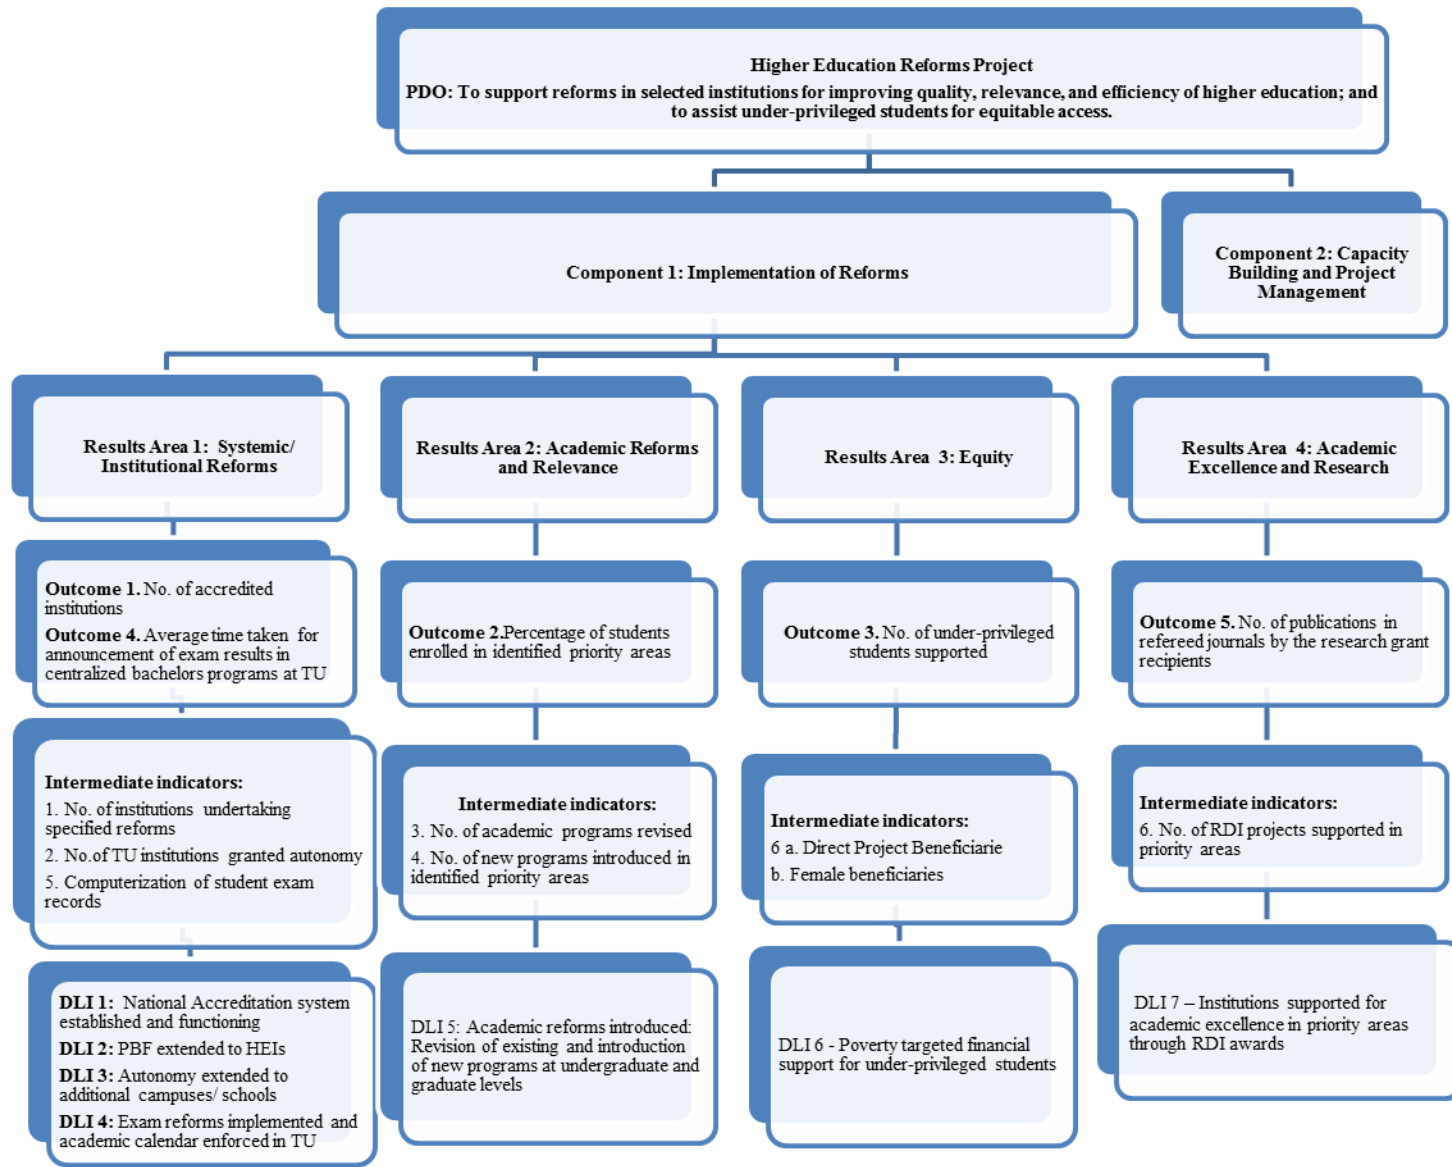 Higher Education Reforms Project
PDO: To support reforms in selected institutions for improving quality, relevance, and efficiency of higher education; and
to assist under-privileged students for equitable access.
Component 1: Implementation of Reforms
Component 2: Capacity
Building and Project
Management
Results Area 1: Systemic/
Institutional Reforms
Results Area 2: Academic Reforms
and Relevance
Results Area 3: Equity
Results Area 4: Academic
Excellence and Research
Outcome 1. No. of accredited
institutions
Outcome 4. Average time taken for
announcement of exam results in
centralized bachelors programs at TU
Outcome 2.Percentage of students
enrolled in identified priority areas
Outcome 3. No. of under-privileged
students supported
Outcome 5. No. of publications in
refereed journals by the research grant
recipients
Intermediate indicators:
1. No. of institutions undertaking
specified reforms
2. No.of TU institutions granted autonomy
5. Computerization of student exam
records
Intermediate indicators:
3. No. of academic programs revised
4. No. of new programs introduced in
identified priority areas
Intermediate indicators:
6 a. Direct Project Beneficiarie
b. Female beneficiaries
Intermediate indicators:
6. No. of RDI projects supported in
priority areas
DLI 1: National Accreditation system
established and functioning
DLI 2: PBF extended to HEIs
DLI 3: Autonomy extended to
additional campuses/ schools
DLI 4: Exam reforms implemented and
academic calendar enforced in TU
DLI 5: Academic reforms introduced:
Revision of existing and introduction
of new programs at undergraduate and
graduate levels
DLI 6 - Poverty targeted financial
support for under-privileged students
DLI 7 – Institutions supported for
academic excellence in priority areas
through RDI awards